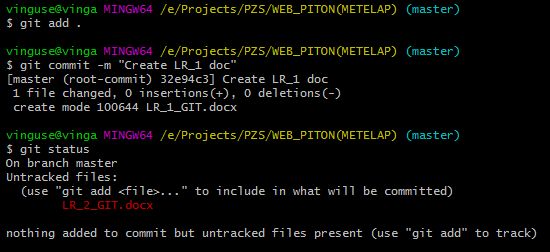 vinguse@vinga MINGW64 /e/Projects/PZS/WEB_PITON(METELAP) (master)
$ git add .
vinguse@vinga MINGW64 /e/Projects/PZS/WEB_PITON(METELAP) (master)
$ git commit -m "Create LR_1 doc"
[master (root-commit) 32e94c3] Create LR_1 doc
 1 file changed, 0 insertions(+), 0 deletions(-)
 create mode 100644 LR_1_GIT.docx
vinguse@vinga MINGW64 /e/Projects/PZS/WEB_PITON(METELAP) (master)
$ git status
On branch master
Untracked files:
  (use "git add <file>..." to include in what will be committed)
        LR_2_GIT.docx
nothing added to commit but untracked files present (use "git add" to track)